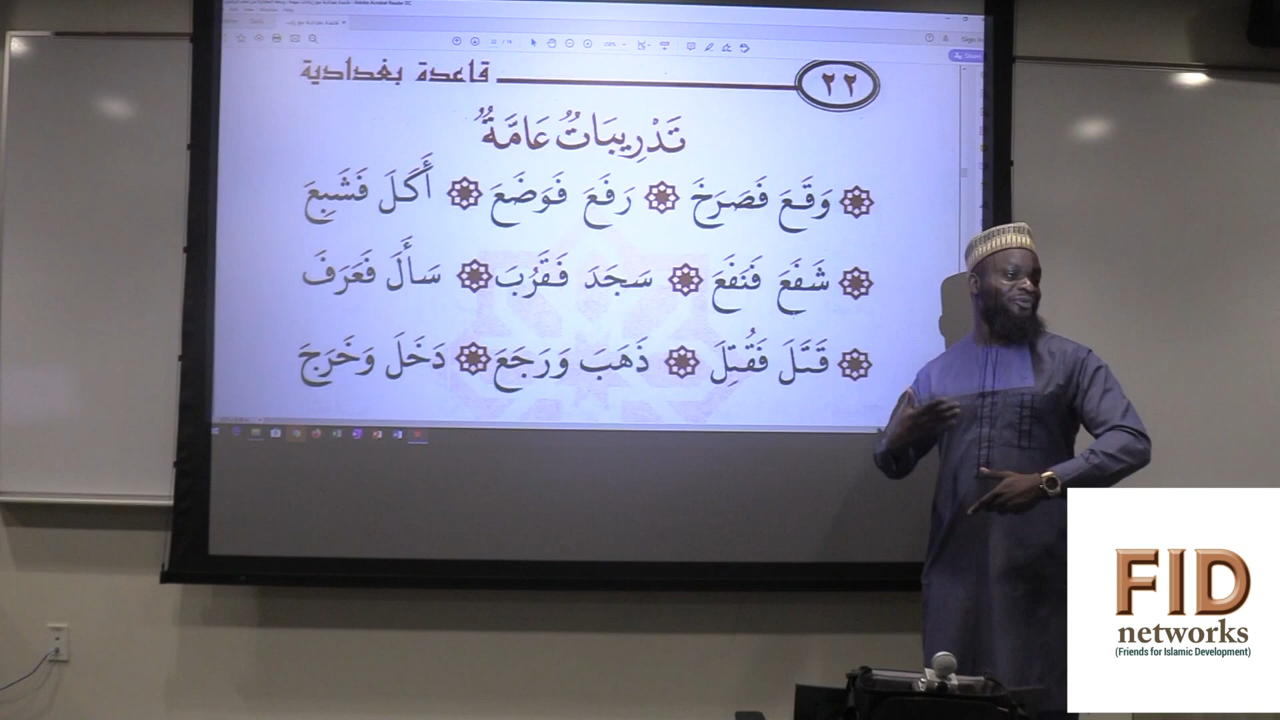 قاعدة بغدادية ٢٢
تَدْرِيبَاتٌ عَامَّةٌ
وَقَعَ فَصَرَخَ رَفَعَ فَوَضَعَ أَكَلَ فَشَبِعَ
شَفَعَ فَنَفَعَ سَجَدَ فَقَرُبَ سَأَلَ فَعَرَفَ
قَتَلَ فَقُتِلَ ذَهَبَ وَرَجَعَ دَخَلَ وَخَرَجَ
FID
networks
(Friends for Islamic Development)